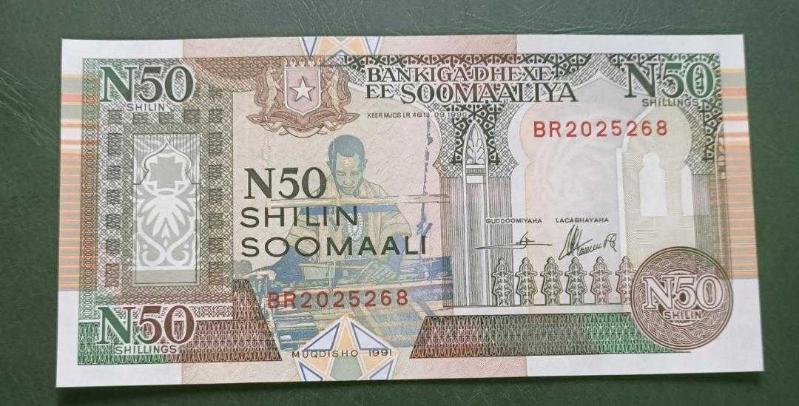 N50
SHILIN
BANKIGA DHEXE
EE SOOMAALIYA
N50
SHILLINGS
BR2025268
N50
SHILIN
SOOMAALI
GUDDOOMIYAHA LACAGHAYAHA
BR2025268
N50
SHILLINGS
MUQDISHO 1991
N50
SHILIN